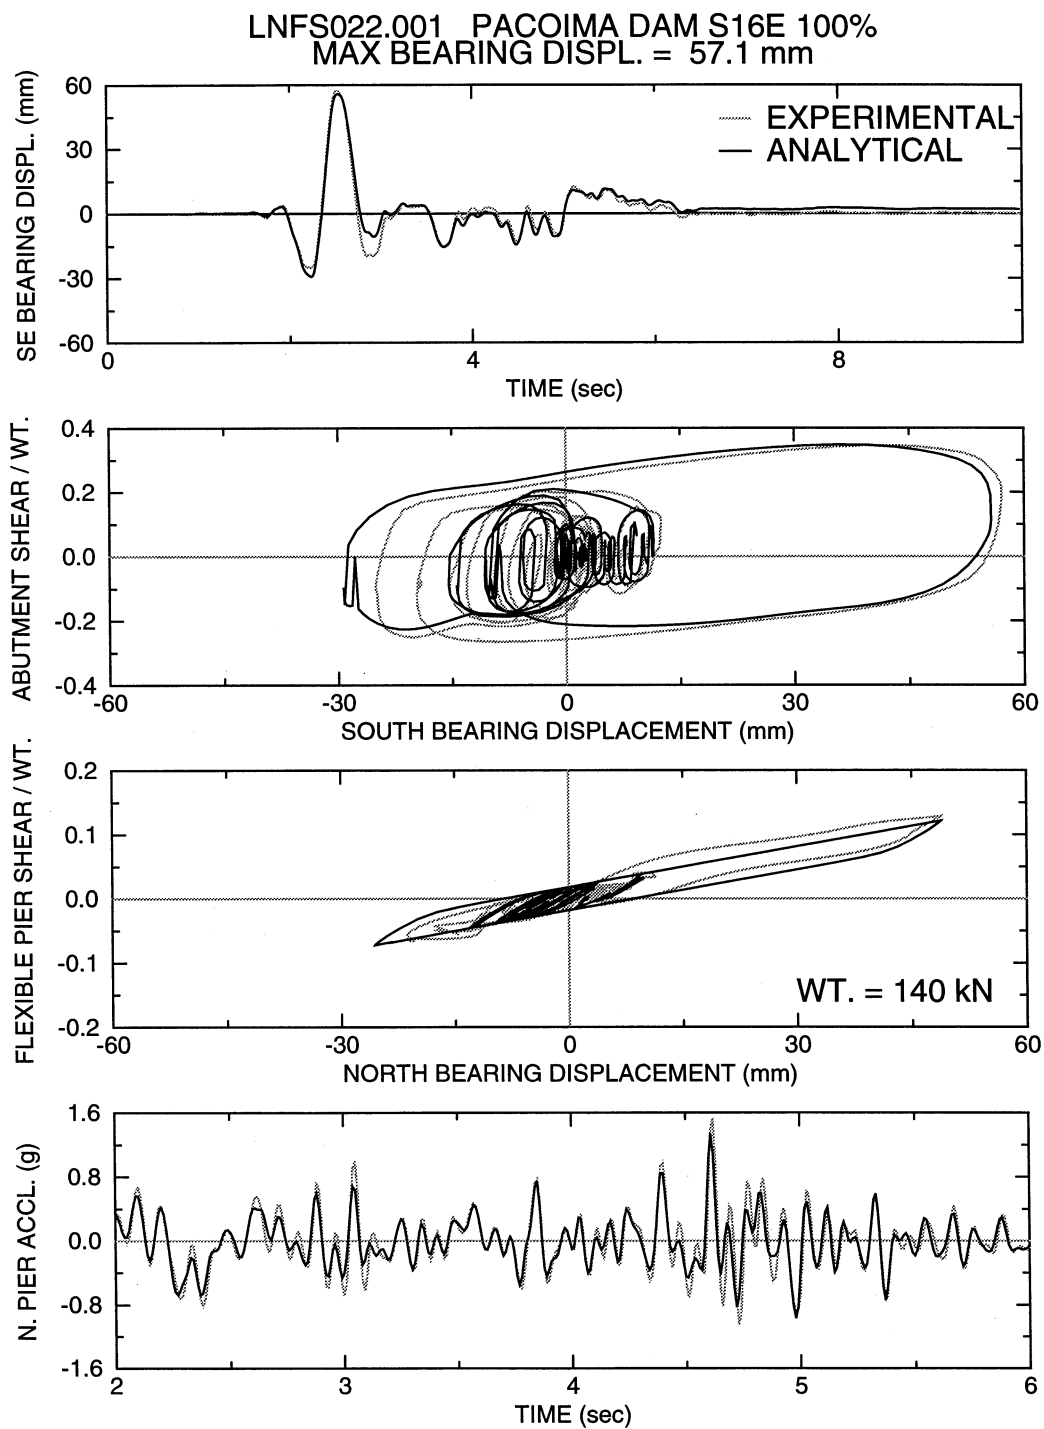 LNFS022.001 PACOIMA DAM S16E 100%
MAX BEARING DISPL. = 57.1 mm
SE BEARING DISPL. (mm)
60
30
0
-30
-60
EXPERIMENTAL
ANALYTICAL
0
4
8
TIME (sec)
ABUTMENT SHEAR / WT.
0.4
0.2
0.0
-0.2
-0.4
-60
-30
0
30
60
SOUTH BEARING DISPLACEMENT (mm)
FLEXIBLE PIER SHEAR / WT.
0.2
0.1
0.0
-0.1
-0.2
WT. = 140 kN
-60
-30
0
30
60
NORTH BEARING DISPLACEMENT (mm)
N. PIER ACCL. (g)
1.6
0.8
0.0
-0.8
-1.6
2
3
4
5
6
TIME (sec)